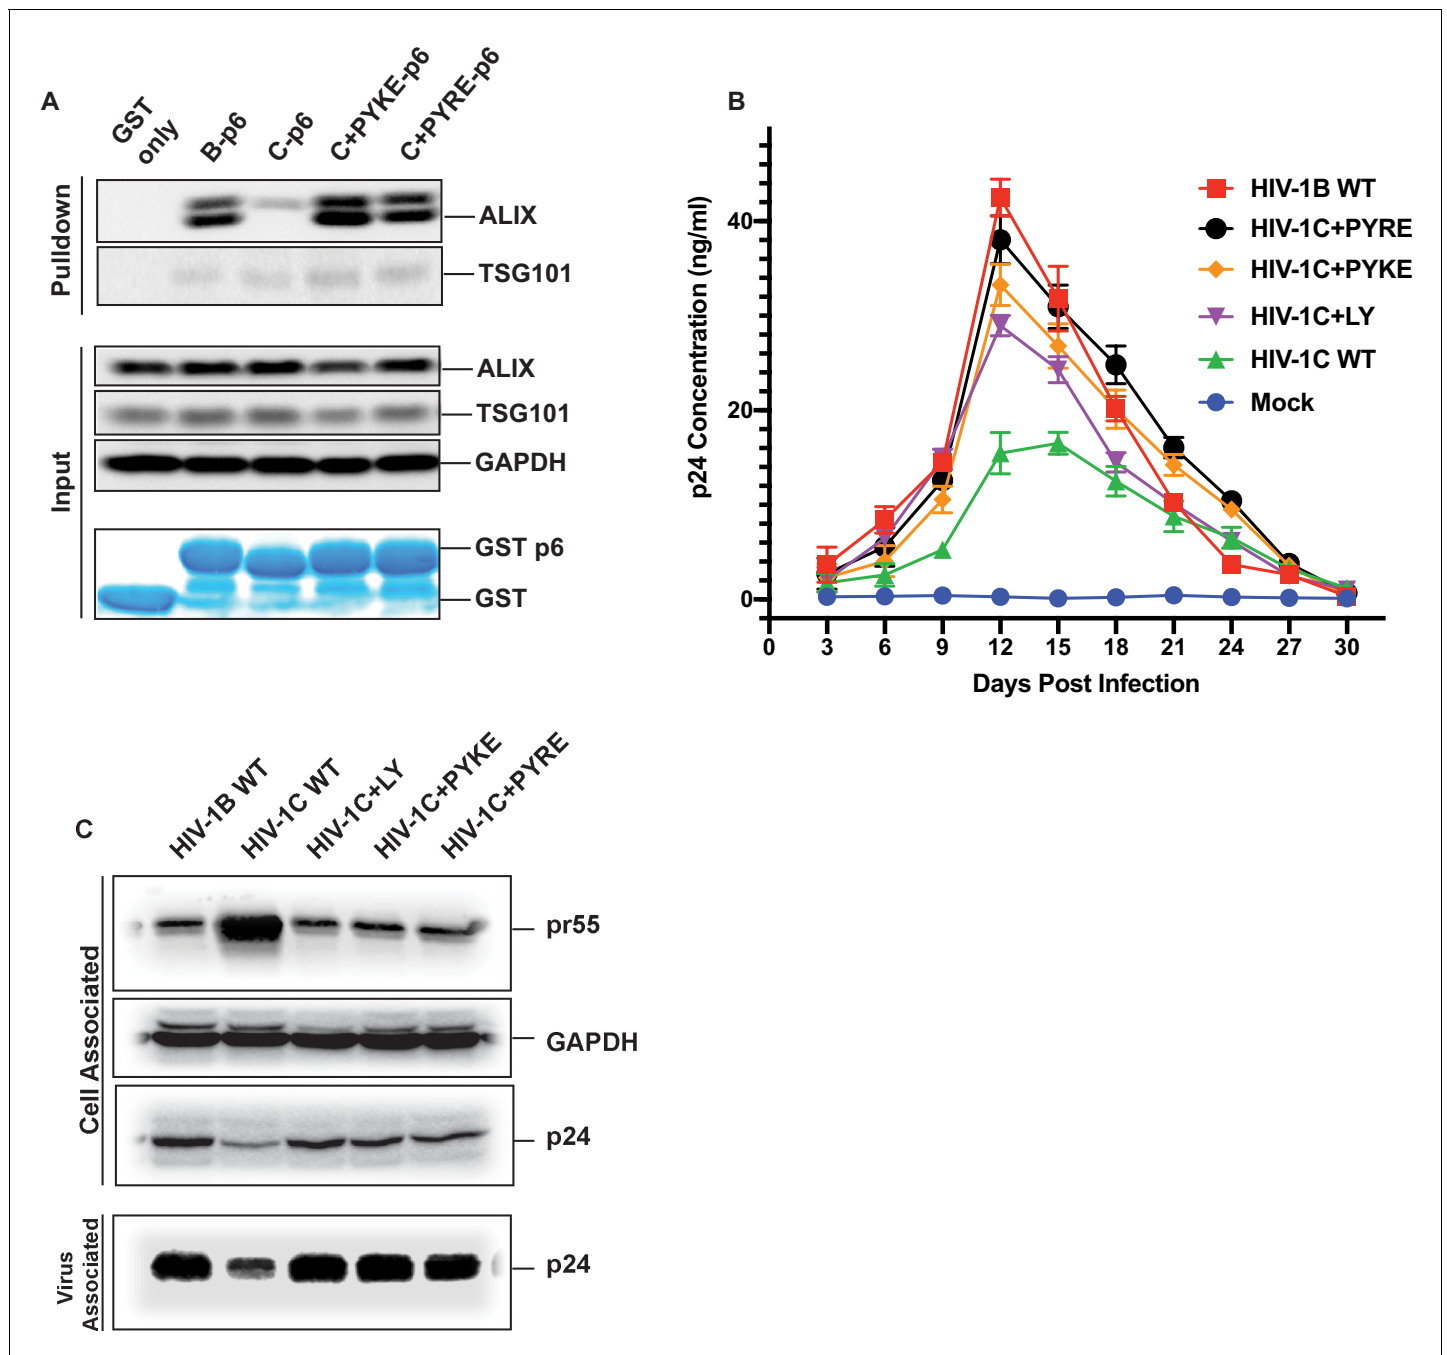 A
GST
only
B-p6
C-p6
C+PYKE-p6
C+PYRE-p6
Pulldown
ALIX
TSG101
Input
ALIX
TSG101
GAPDH
GST p6
GST
B
p24 Concentration (ng/ml)
40
20
0
0 3 6 9 12 15 18 21 24 27 30
Days Post Infection
HIV-1B WT
HIV-1C+PYRE
HIV-1C+PYKE
HIV-1C+LY
HIV-1C WT
Mock
C
HIV-1B WT
HIV-1C WT
HIV-1C+LY
HIV-1C+PYKE
HIV-1C+PYRE
Cell Associated
pr55
GAPDH
p24
Virus
Associated
p24